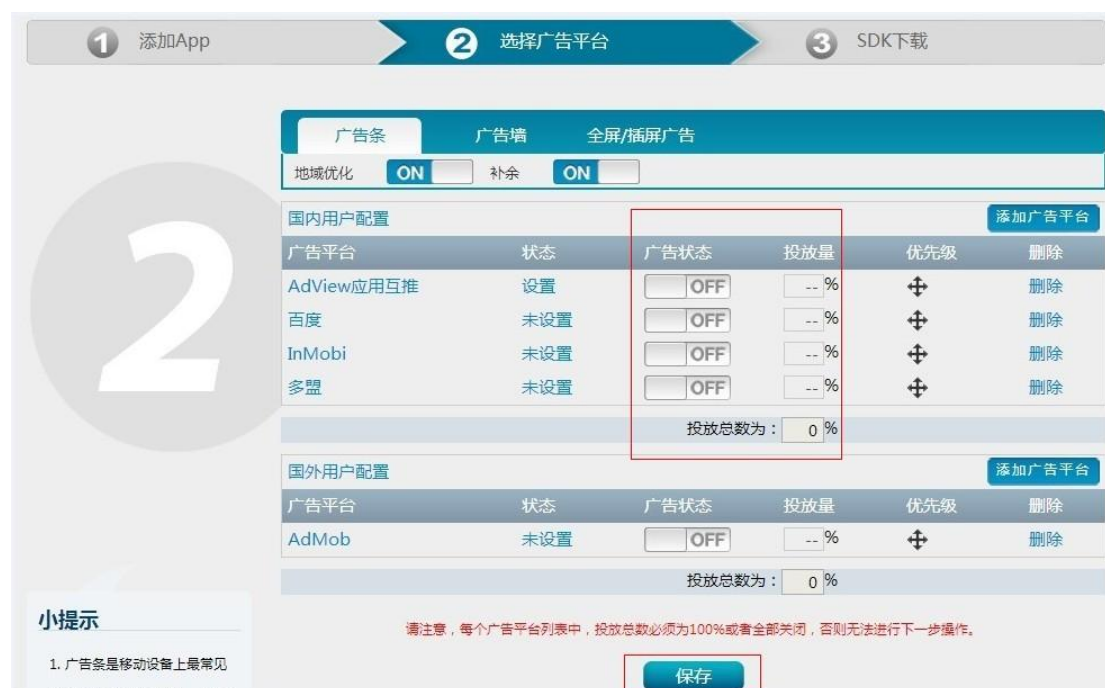 1 添加App 2 选择广告平台 3 SDK下载
广告条 广告墙 全屏/插屏广告
地域优化 ON 补余 ON
2
国内用户配置 添加广告平台
广告平台 状态 广告状态 投放量 优先级 删除
AdView应用互推 设置 OFF -- % 删除
百度 未设置 OFF -- % 删除
InMobi 未设置 OFF -- % 删除
多盟 未设置 OFF -- % 删除
投放总数为： 0 %
国外用户配置 添加广告平台
广告平台 状态 广告状态 投放量 优先级 删除
AdMob 未设置 OFF -- % 删除
投放总数为： 0 %
小提示
请注意，每个广告平台列表中，投放总数必须为100%或者全部关闭，否则无法进行下一步操作。
1. 广告条是移动设备上最常见
保存